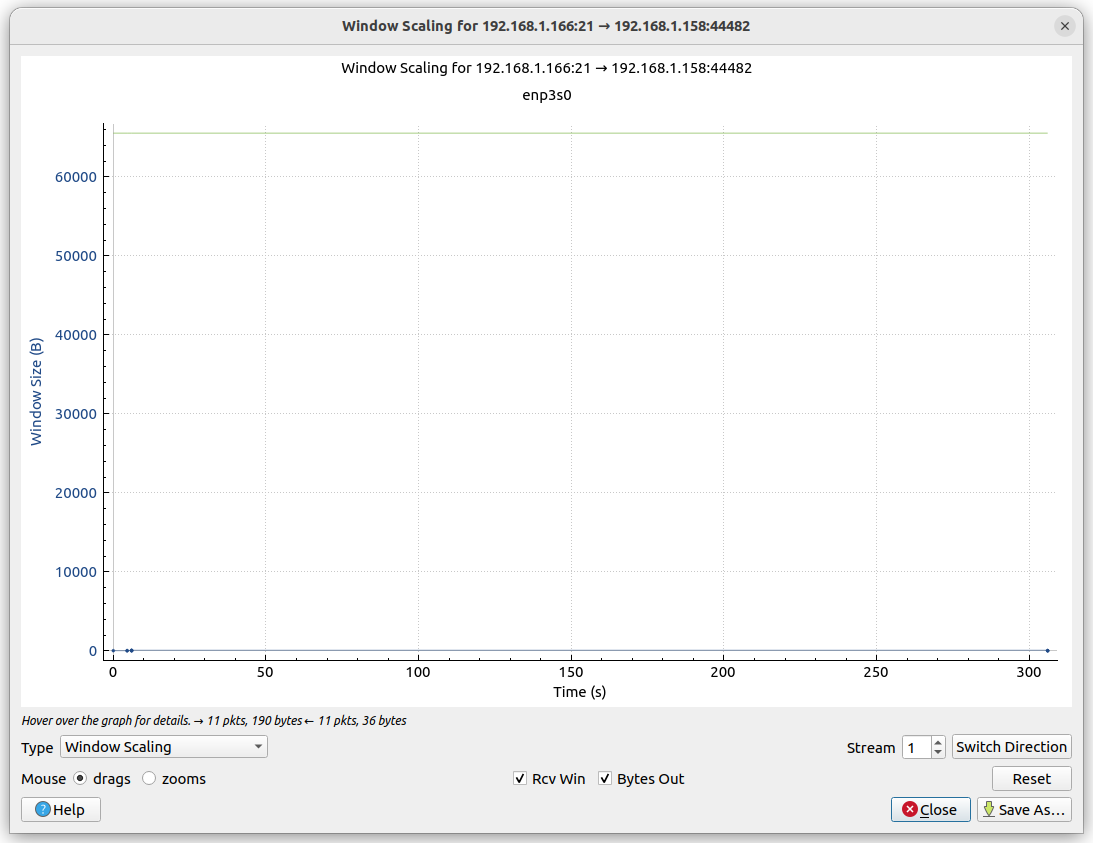 Window Scaling for 192.168.1.166:21 → 192.168.1.158:44482
Window Scaling for 192.168.1.166:21 → 192.168.1.158:44482
enp3s0
60000
50000
40000
30000
20000
10000
0
Window Size (B)
0 50 100 150 200 250 300
Time (s)
Hover over the graph for details. → 11 pkts, 190 bytes ← 11 pkts, 36 bytes
Type Window Scaling Stream 1 Switch Direction
Mouse drags zooms Rcv Win Bytes Out Reset
Help Close Save As…